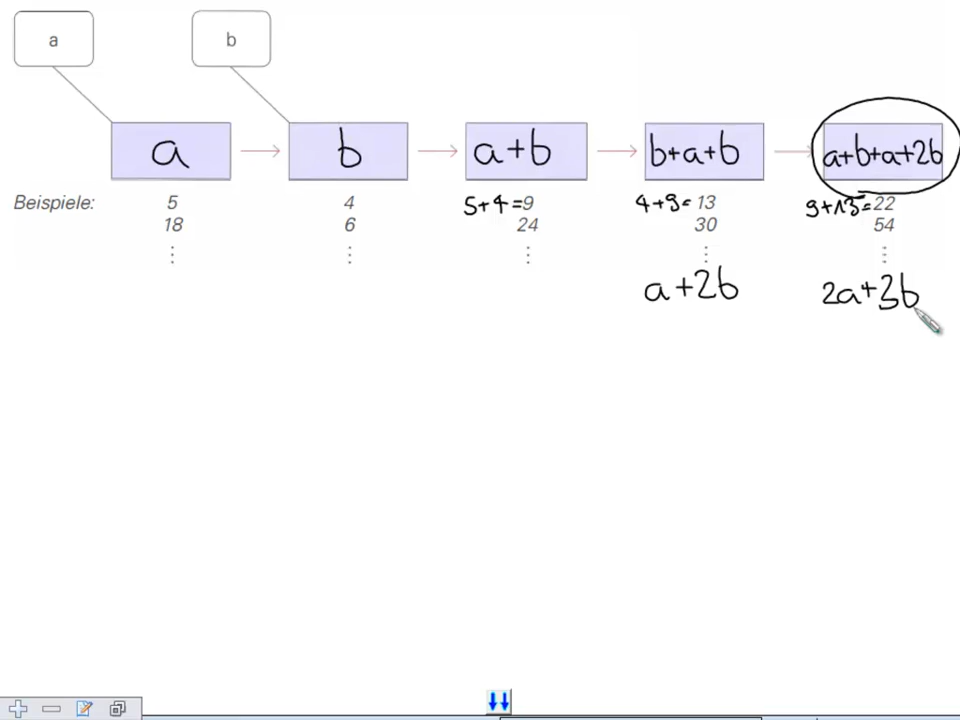 a b
a b a+b b+a+b a+b+a+2b
Beispiele: 5 4 5+4=9 4+9=13 9+13=22
18 6 24 30 54
⋮ ⋮ ⋮ ⋮ ⋮
a+2b 2a+3b